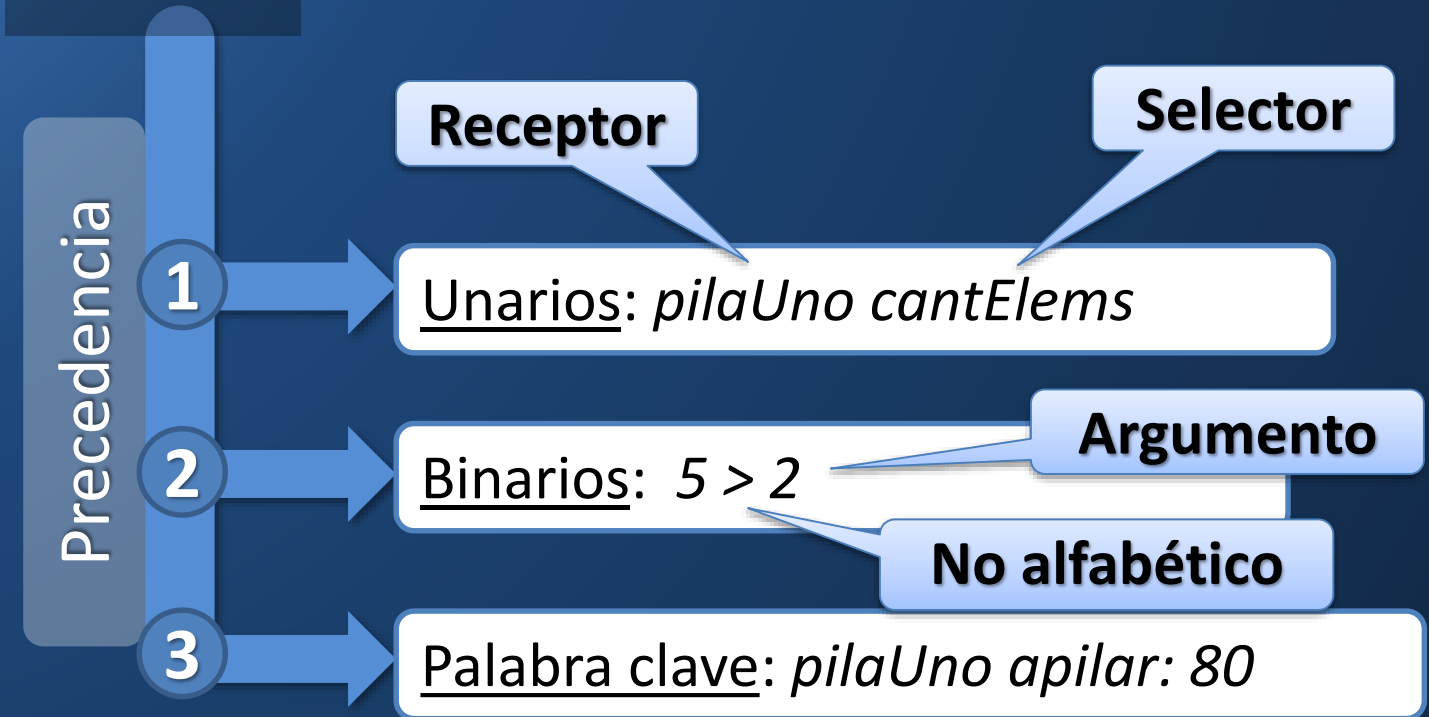 Precedencia
Receptor
Selector
1
Unarios: pilaUno cantElems
Argumento
2
Binarios: 5 > 2
No alfabético
3
Palabra clave: pilaUno apilar: 80